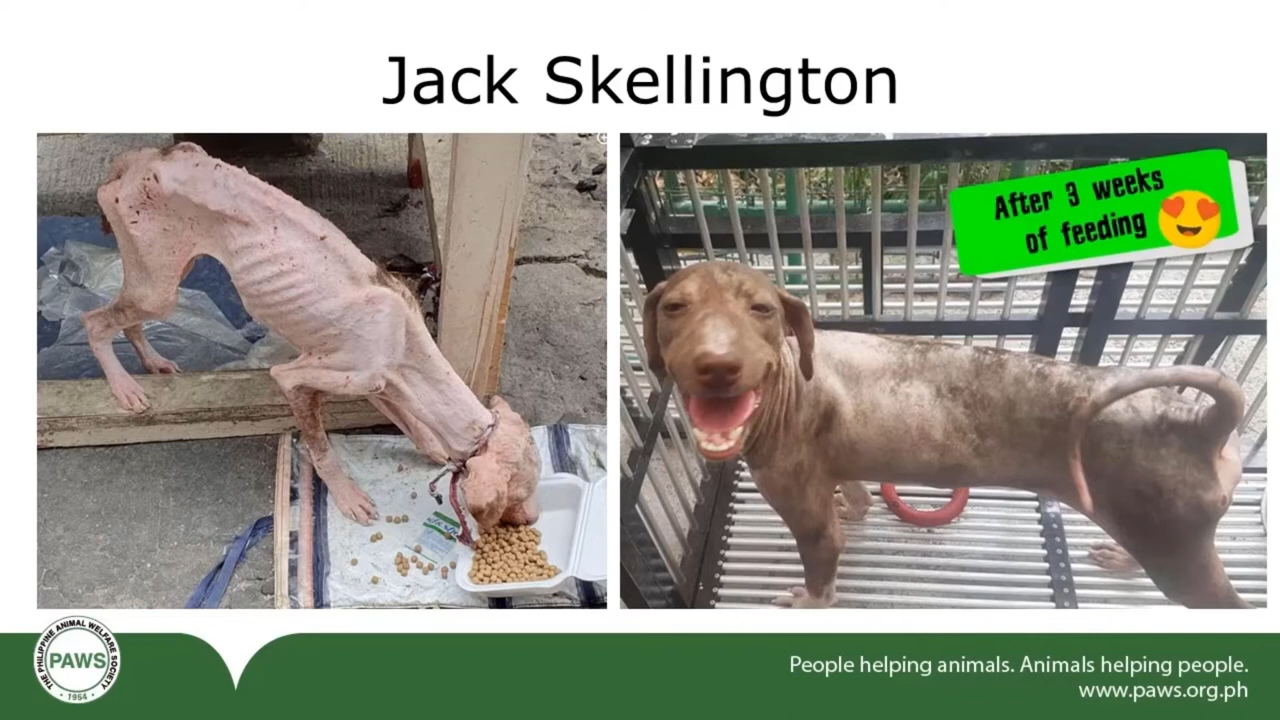 Jack Skellington
After 3 weeks
of feeding
THE PHILIPPINE ANIMAL WELFARE SOCIETY
PAWS
1954
People helping animals. Animals helping people.
www.paws.org.ph